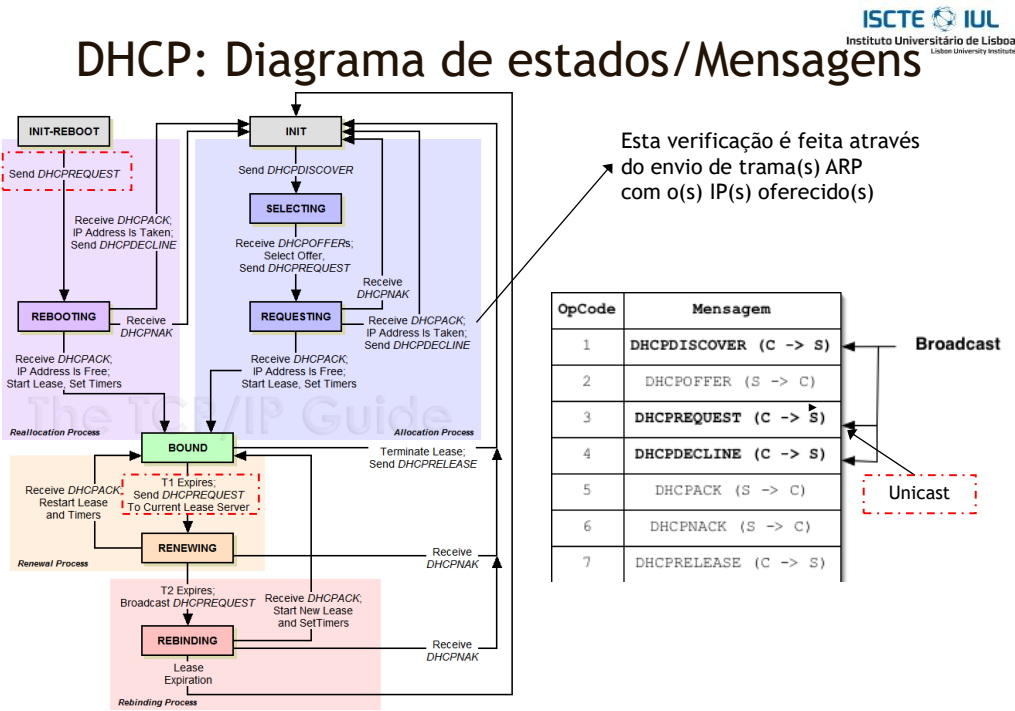 ISCTE IUL
Instituto Universitário de Lisboa
Lisbon University Institute
DHCP: Diagrama de estados/Mensagens
INIT-REBOOT
INIT
Send DHCPREQUEST
Send DHCPDISCOVER
SELECTING
Receive DHCPACK;
IP Address Is Taken;
Send DHCPDECLINE
Receive DHCPOFFERs;
Select Offer,
Send DHCPREQUEST
Receive
DHCPNAK
REBOOTING
Receive
DHCPNAK
REQUESTING
Receive DHCPACK;
IP Address Is Taken;
Send DHCPDECLINE
Receive DHCPACK;
IP Address Is Free;
Start Lease, Set Timers
Receive DHCPACK;
IP Address Is Free;
Start Lease, Set Timers
The TCP/IP Guide
Reallocation Process
Allocation Process
BOUND
Terminate Lease;
Send DHCPRELEASE
T1 Expires;
Send DHCPREQUEST
To Current Lease Server
Receive DHCPACK;
Restart Lease
and Timers
RENEWING
Receive
DHCPNAK
Renewal Process
T2 Expires;
Broadcast DHCPREQUEST
Receive DHCPACK;
Start New Lease
and SetTimers
REBINDING
Receive
DHCPNAK
Lease
Expiration
Rebinding Process
Esta verificação é feita através
do envio de trama(s) ARP
com o(s) IP(s) oferecido(s)
OpCode Mensagem
1 DHCPDISCOVER (C -> S)
2 DHCPOFFER (S -> C)
3 DHCPREQUEST (C -> S)
4 DHCPDECLINE (C -> S)
5 DHCPACK (S -> C)
6 DHCPNACK (S -> C)
7 DHCPRELEASE (C -> S)
Broadcast
Unicast